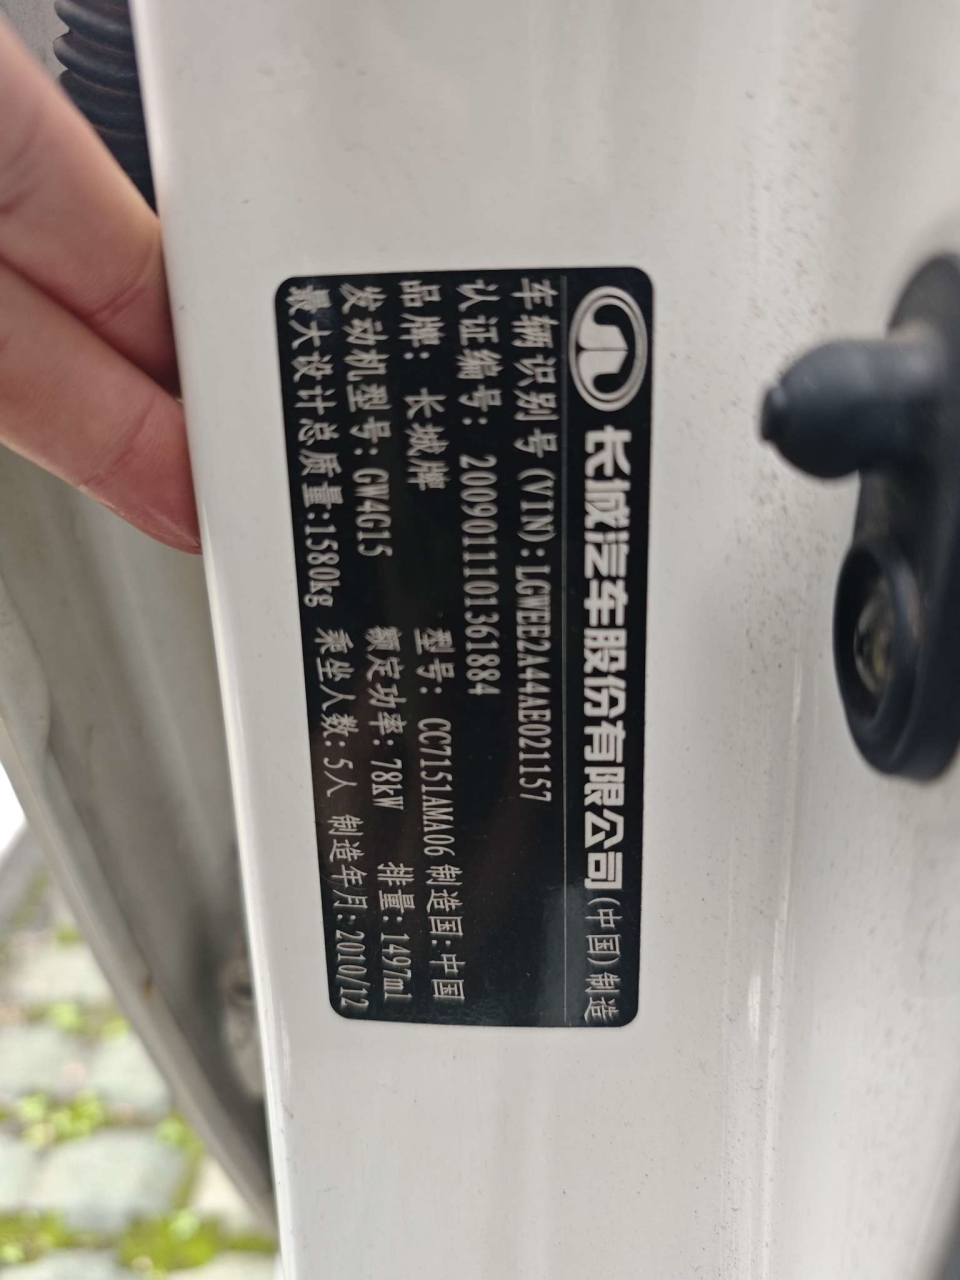 长城汽车股份有限公司(中国)制造
车辆识别号(VIN):LGWEE2A44AE021157
认证编号:2009011101361884
品牌:长城牌 型号:CC7151AMA06 制造国:中国
发动机型号:GW4G15 额定功率:78kW 排量:1497ml
最大设计总质量:1580kg 乘坐人数:5人 制造年月:2010/12